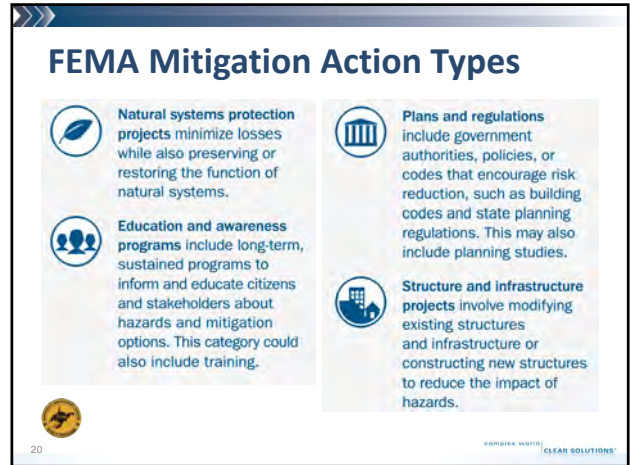 FEMA Mitigation Action Types
Natural systems protection
projects minimize losses
while also preserving or
restoring the function of
natural systems.
Education and awareness
programs include long-term,
sustained programs to
inform and educate citizens
and stakeholders about
hazards and mitigation
options. This category could
also include training.
Plans and regulations
include government
authorities, policies, or
codes that encourage risk
reduction, such as building
codes and state planning
regulations. This may also
include planning studies.
Structure and infrastructure
projects involve modifying
existing structures
and infrastructure or
constructing new structures
to reduce the impact of
hazards.
20
complex world CLEAR SOLUTIONS